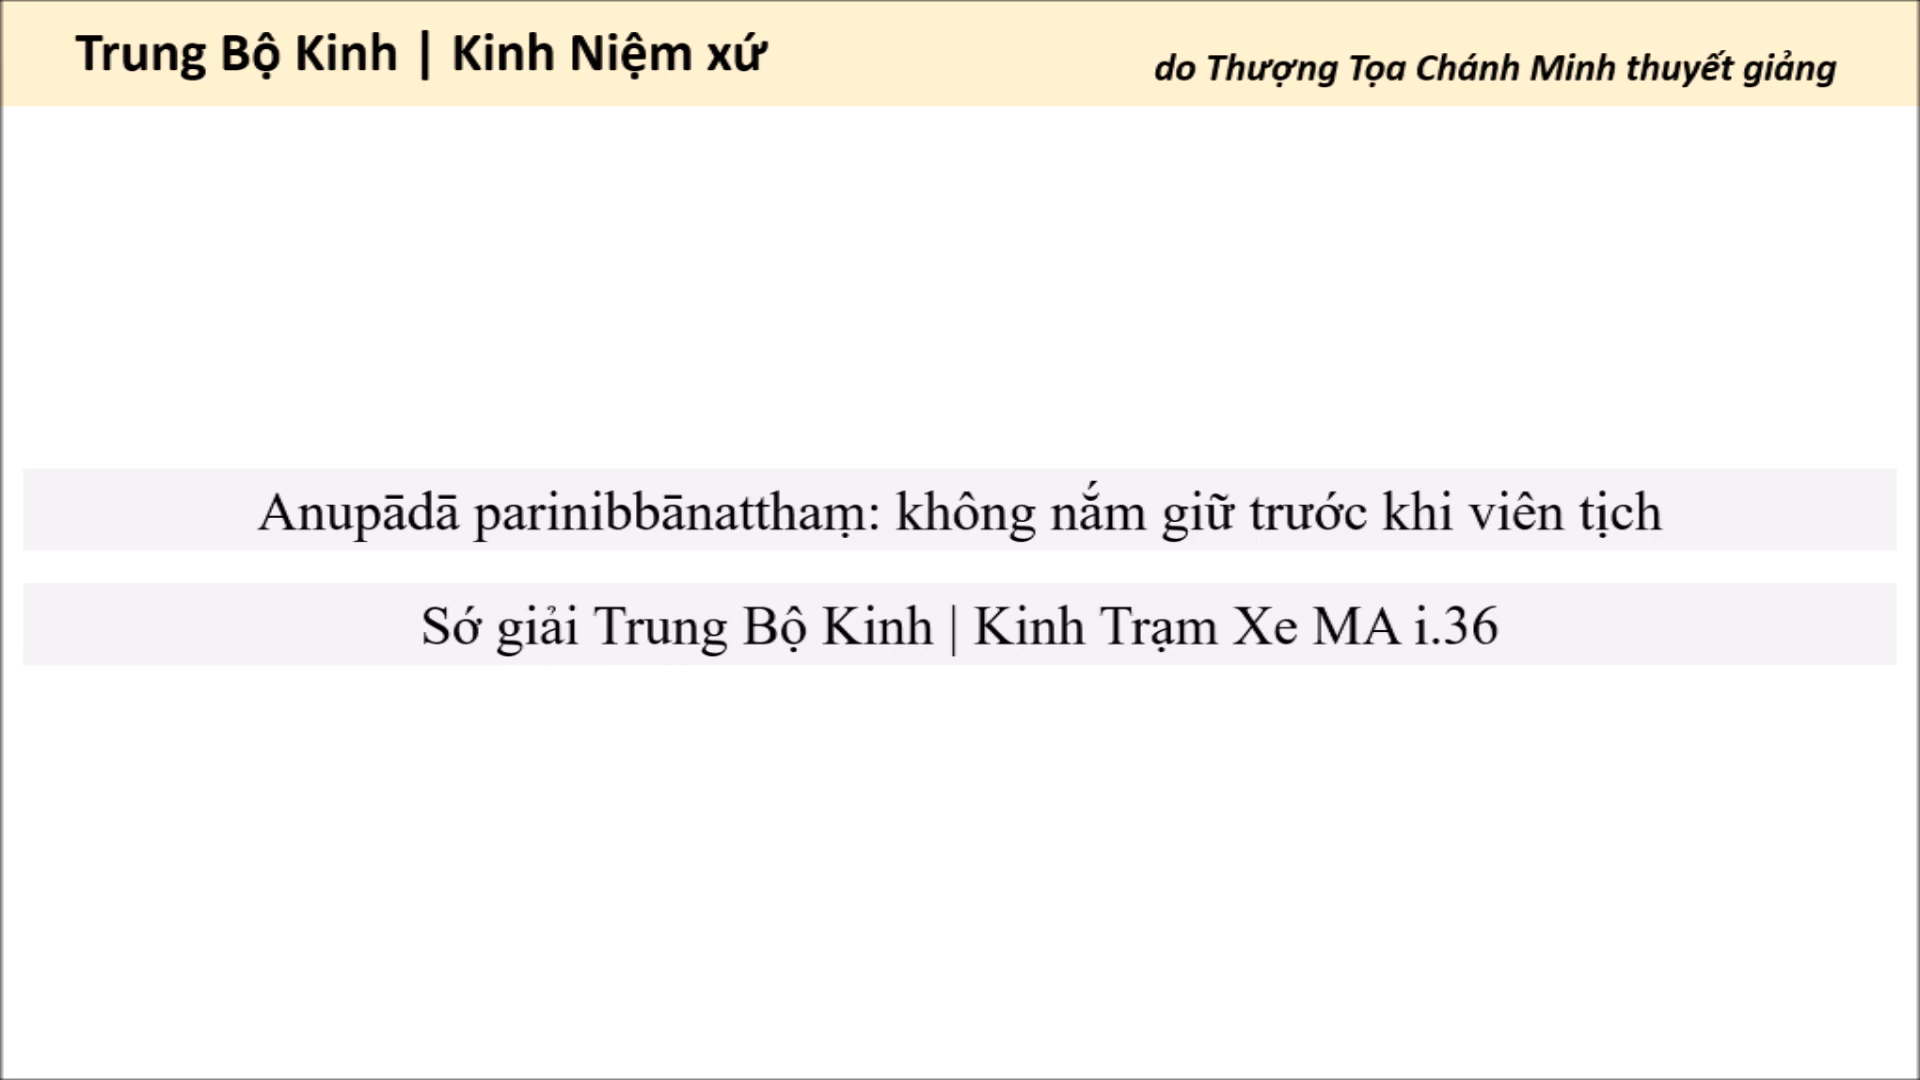 Trung Bộ Kinh | Kinh Niệm xứ
do Thượng Tọa Chánh Minh thuyết giảng
Anupādā parinibbānatthaṃ: không nắm giữ trước khi viên tịch
Sớ giải Trung Bộ Kinh | Kinh Trạm Xe MA i.36